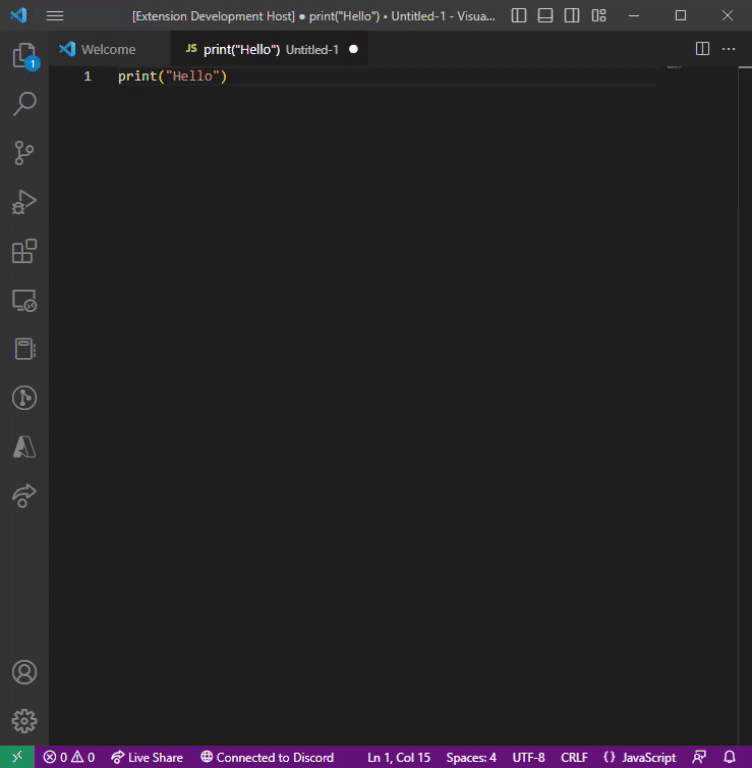 [Extension Development Host] ● print("Hello") • Untitled-1 - Visua...
Welcome
JS print("Hello") Untitled-1 ●
1
1 print("Hello")
0 0 Live Share Connected to Discord Ln 1, Col 15 Spaces: 4 UTF-8 CRLF {} JavaScript